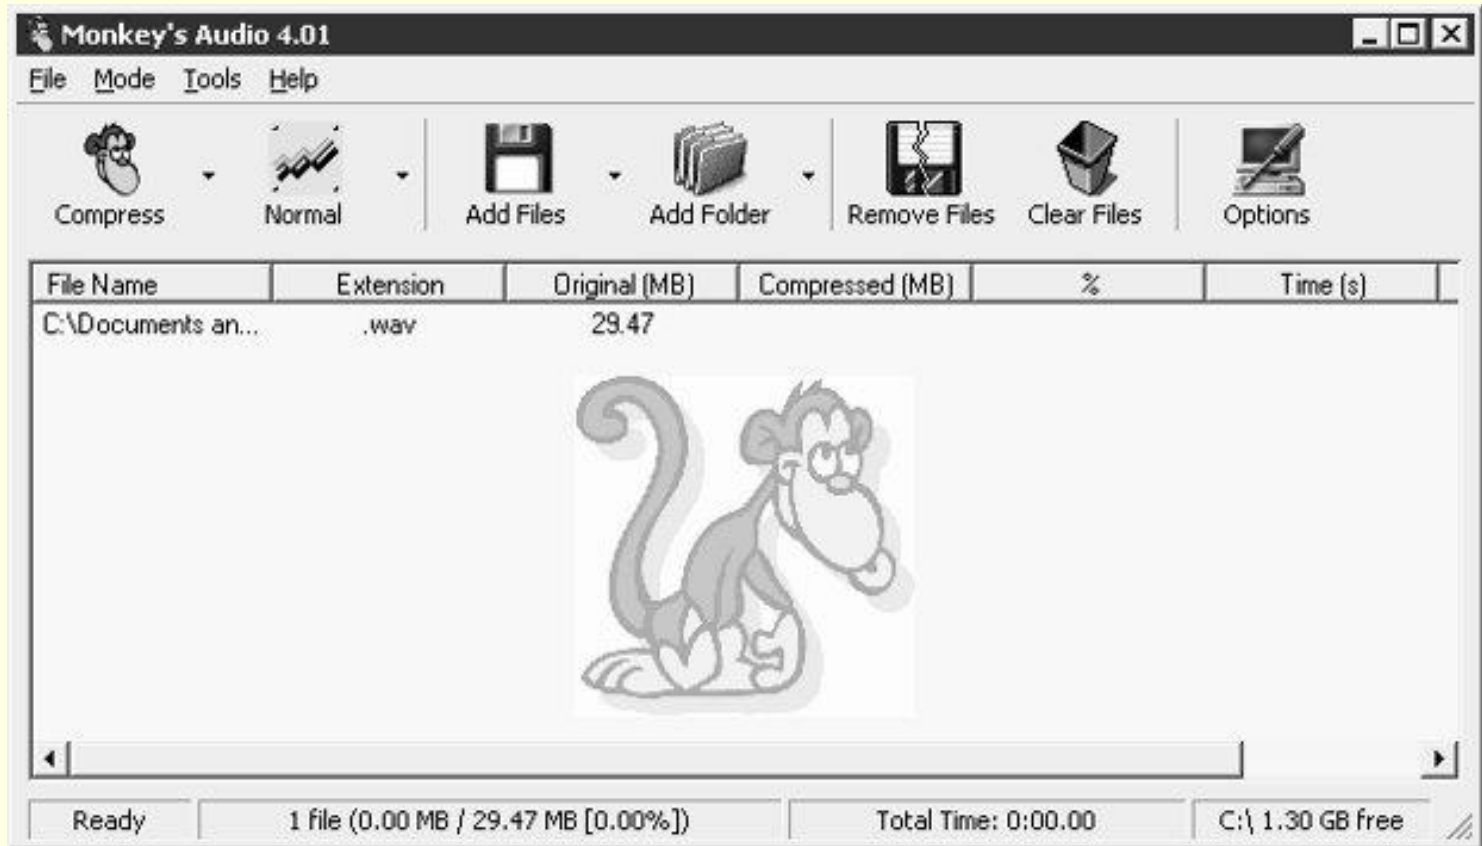 Monkey's Audio 4.01
File Mode Tools Help
Compress Normal Add Files Add Folder Remove Files Clear Files Options
File Name Extension Original (MB) Compressed (MB) % Time (s)
C:\Documents an... .wav 29.47
Ready 1 file (0.00 MB / 29.47 MB [0.00%]) Total Time: 0:00.00 C:\ 1.30 GB free